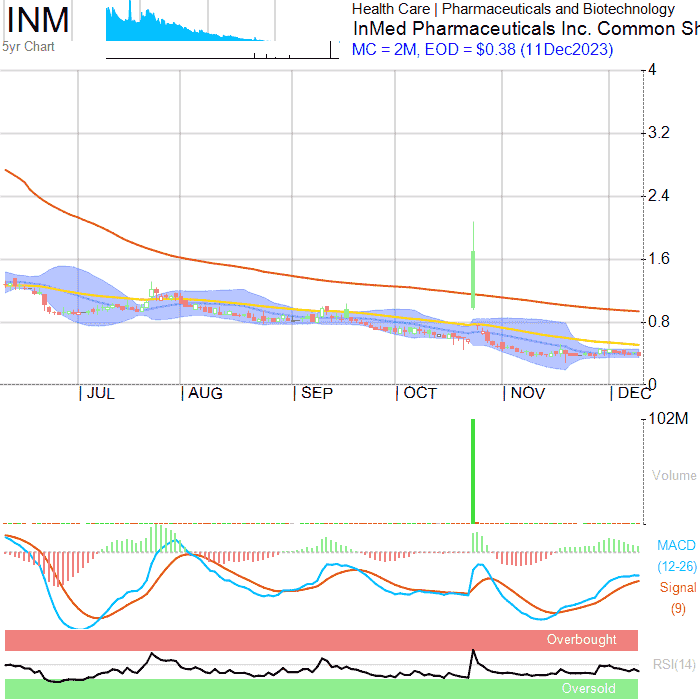 INM
5yr Chart
Health Care | Pharmaceuticals and Biotechnology
InMed Pharmaceuticals Inc. Common Sh
MC = 2M, EOD = $0.38 (11Dec2023)
4
3.2
2.4
1.6
0.8
0
| JUL | AUG | SEP | OCT | NOV | DEC
102M
Volume
MACD
(12-26)
Signal
(9)
Overbought
RSI(14)
Oversold